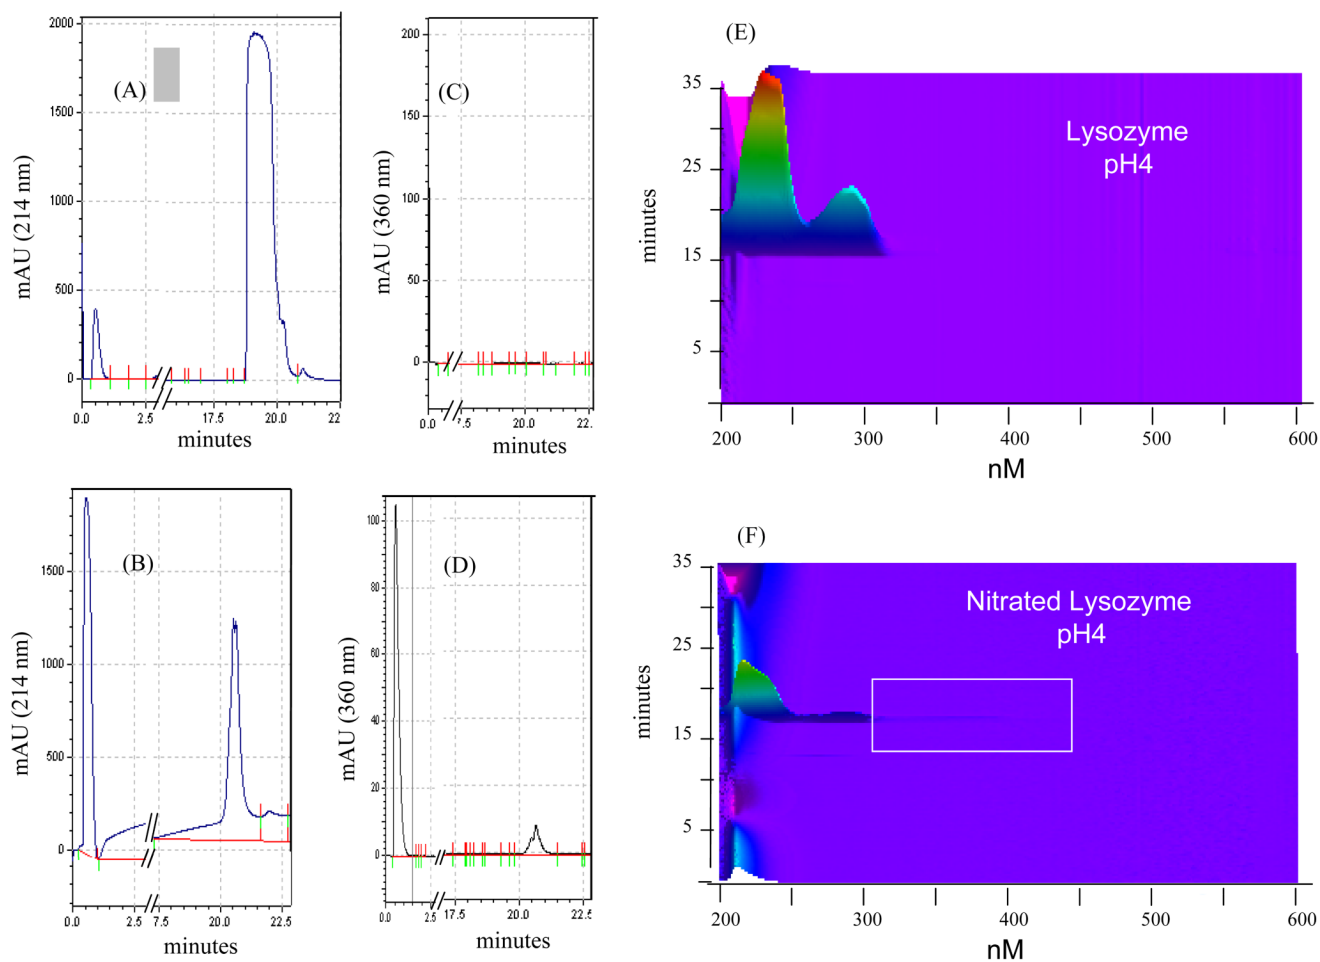 (A)
mAU (214 nm)
2000
1500
1000
500
0
0.0 2.5 17.5 20.0 22
minutes
(C)
mAU (360 nm)
200
150
100
50
0
0.0 7.5 20.0 22.
minutes
(E)
Lysozyme
pH4
minutes
35
25
15
5
200 300 400 500 600
nM
(B)
mAU (214 nm)
1500
1000
500
0
0.0 2.5 7.5 20.0 22.5
minutes
(D)
mAU (360 nm)
100
80
60
40
20
0
0.0 2.5 17.5 20.0 22.5
minutes
(F)
Nitrated Lysozyme
pH4
minutes
35
25
15
5
200 300 400 500 600
nM